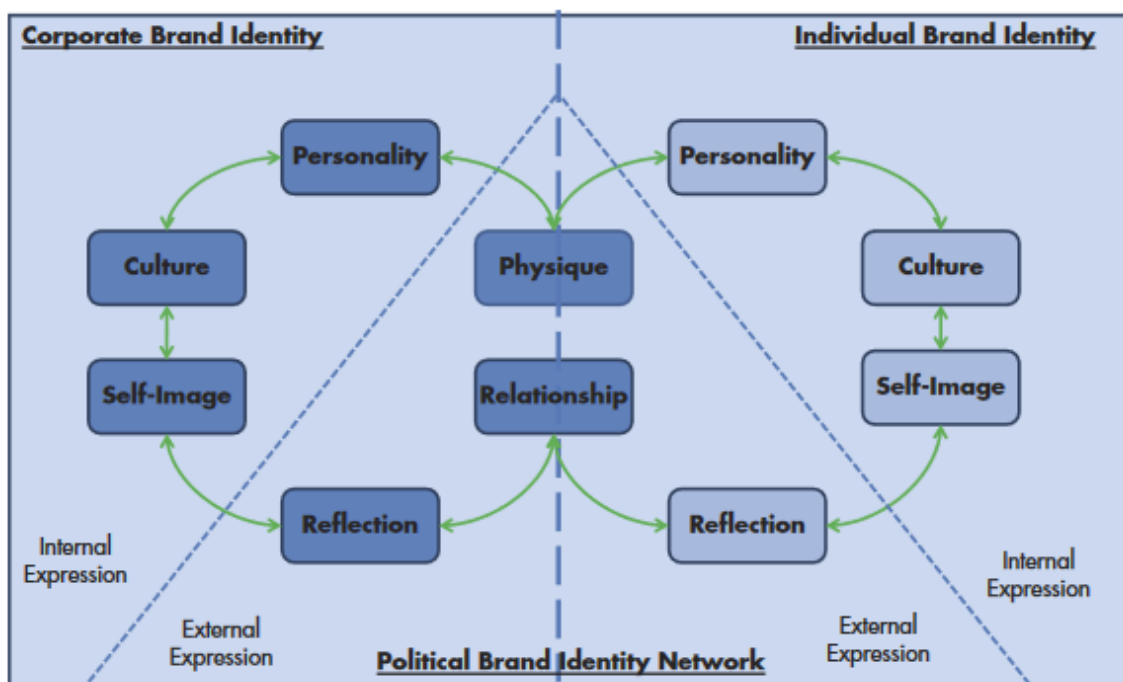 Corporate Brand Identity
Individual Brand Identity
Personality
Personality
Culture
Physique
Culture
Self-Image
Relationship
Self-Image
Reflection
Reflection
Internal
Expression
Internal
Expression
External
Expression
External
Expression
Political Brand Identity Network